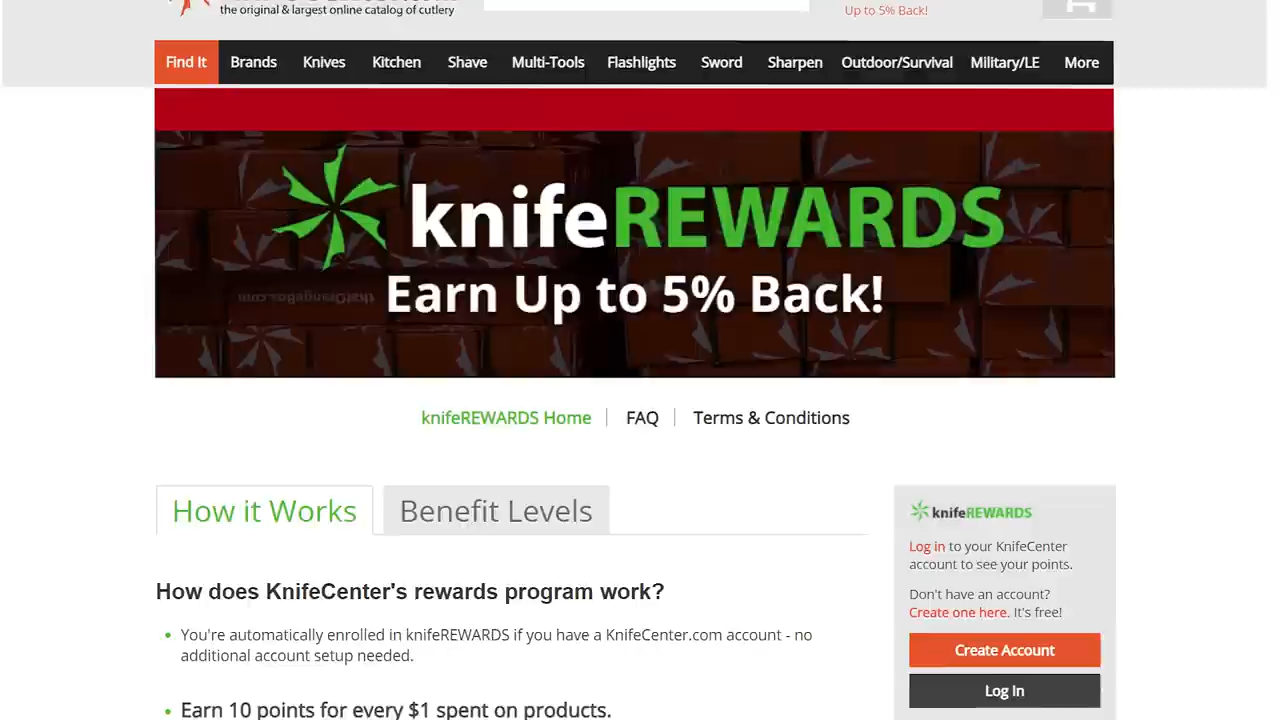 the original & largest online catalog of cutlery
Up to 5% Back!
Find It Brands Knives Kitchen Shave Multi-Tools Flashlights Sword Sharpen Outdoor/Survival Military/LE More
knifeREWARDS
Earn Up to 5% Back!
knifeREWARDS Home | FAQ | Terms & Conditions
How it Works
Benefit Levels
How does KnifeCenter's rewards program work?
You're automatically enrolled in knifeREWARDS if you have a KnifeCenter.com account - no
additional account setup needed.
Earn 10 points for every $1 spent on products.
knifeREWARDS
Log in to your KnifeCenter
account to see your points.
Don't have an account?
Create one here. It's free!
Create Account
Log In